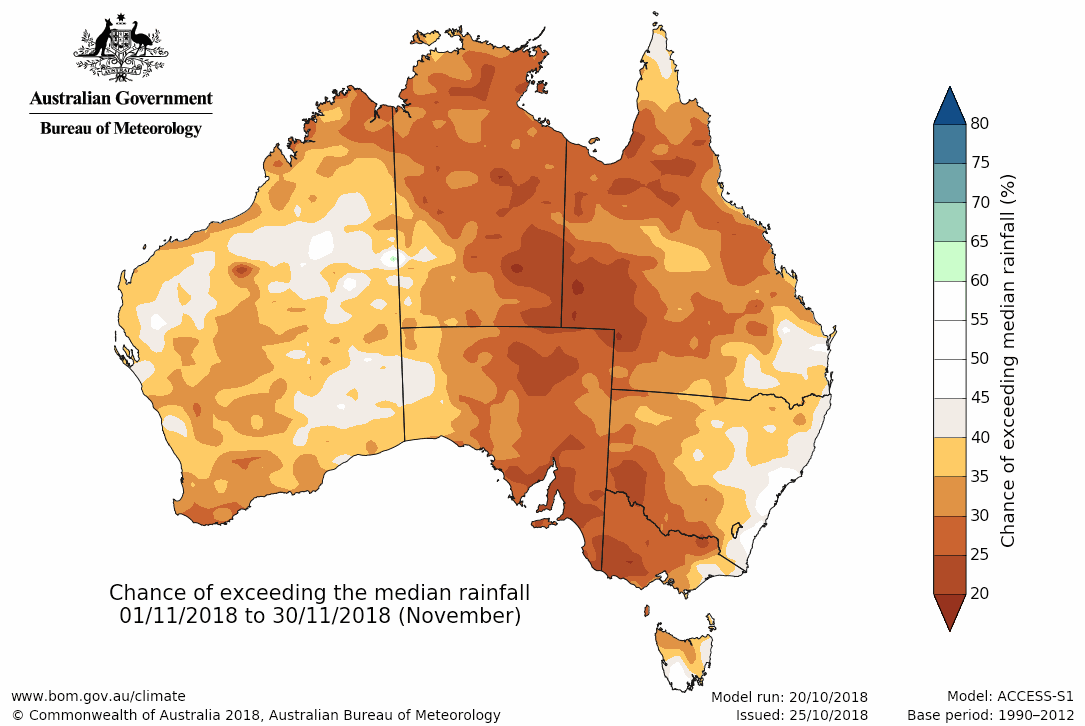 Australian Government
Bureau of Meteorology
80
75
70
65
60
55
50
45
40
35
30
25
20
Chance of exceeding median rainfall (%)
Chance of exceeding the median rainfall
01/11/2018 to 30/11/2018 (November)
www.bom.gov.au/climate
© Commonwealth of Australia 2018, Australian Bureau of Meteorology
Model run: 20/10/2018
Issued: 25/10/2018
Model: ACCESS-S1
Base period: 1990–2012